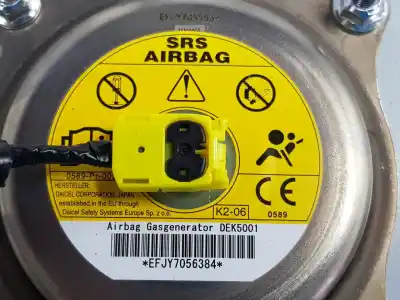 SRS
AIRBAG
HERSTELLER:
DAICEL CORPORATION, JAPAN
established in the EU through
Daicel Safety Systems Europe Sp. z o.o.
K2-06
CE
0589
Airbag Gasgenerator DEK5001
*EFJY7056384*